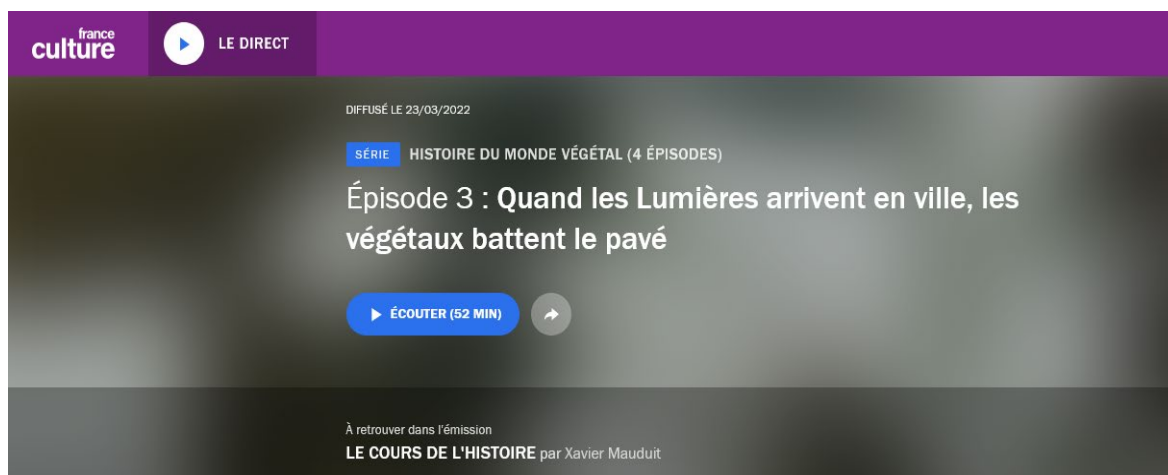 france
culture
LE DIRECT
DIFFUSÉ LE 23/03/2022
SÉRIE HISTOIRE DU MONDE VÉGÉTAL (4 ÉPISODES)
Épisode 3 : Quand les Lumières arrivent en ville, les
végétaux battent le pavé
ÉCOUTER (52 MIN)
À retrouver dans l'émission
LE COURS DE L'HISTOIRE par Xavier Mauduit